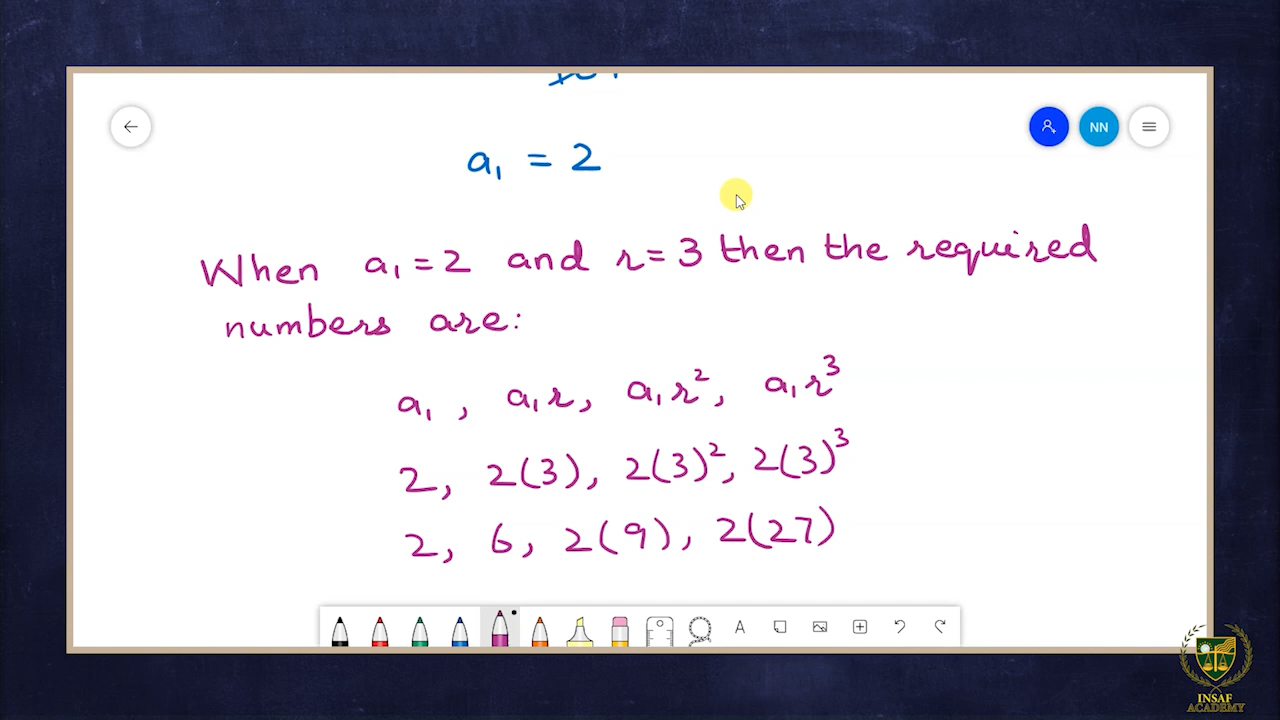 a₁ = 2
NN
When a₁ = 2 and r = 3 then the required
numbers are:
a₁ , a₁r, a₁r², a₁r³
2, 2(3), 2(3)², 2(3)³
2, 6, 2(9), 2(27)
A
INSAF
ACADEMY